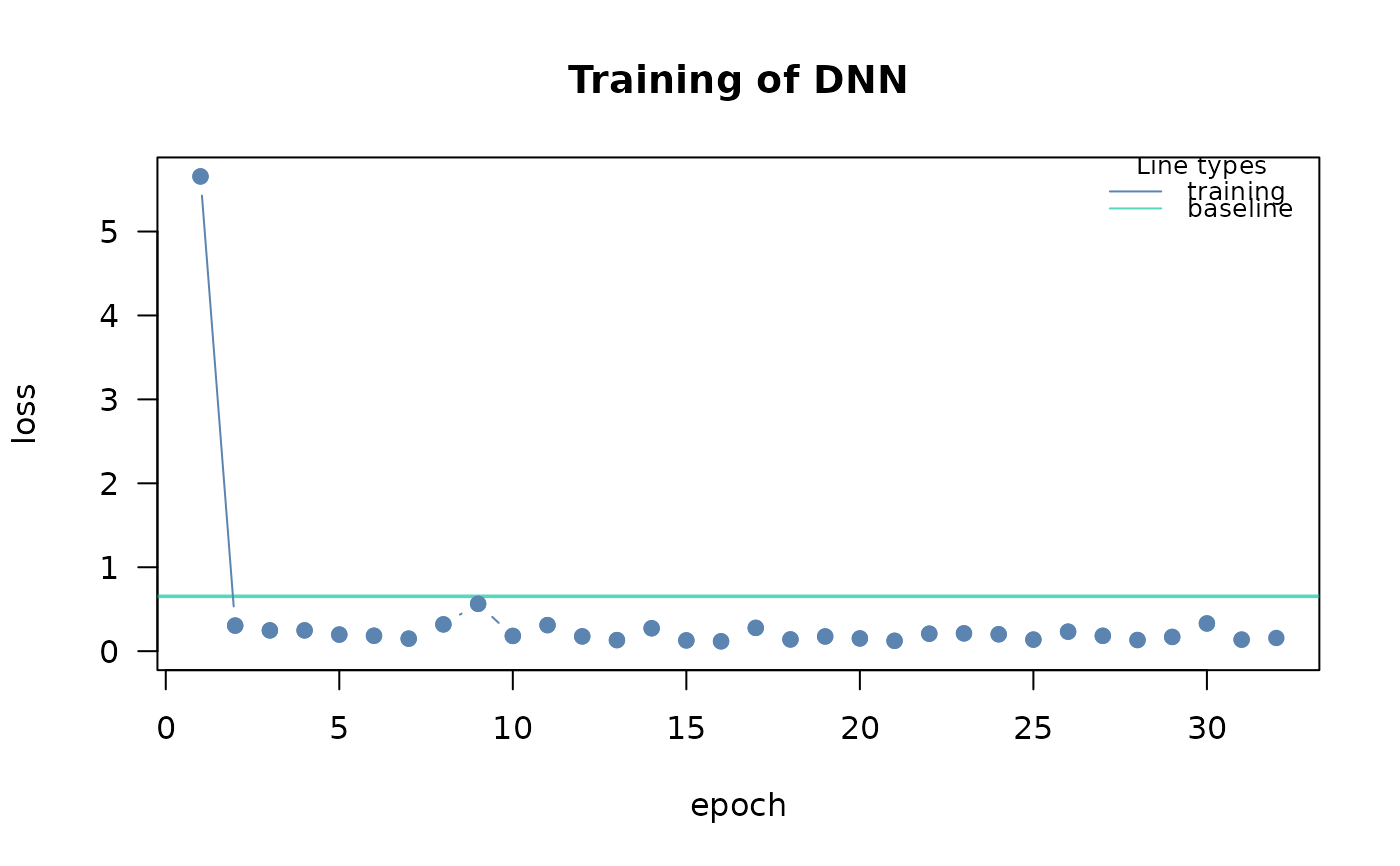 Training of DNN
Line types
training
baseline
5
4
3
2
1
0
loss
0 5 10 15 20 25 30
epoch